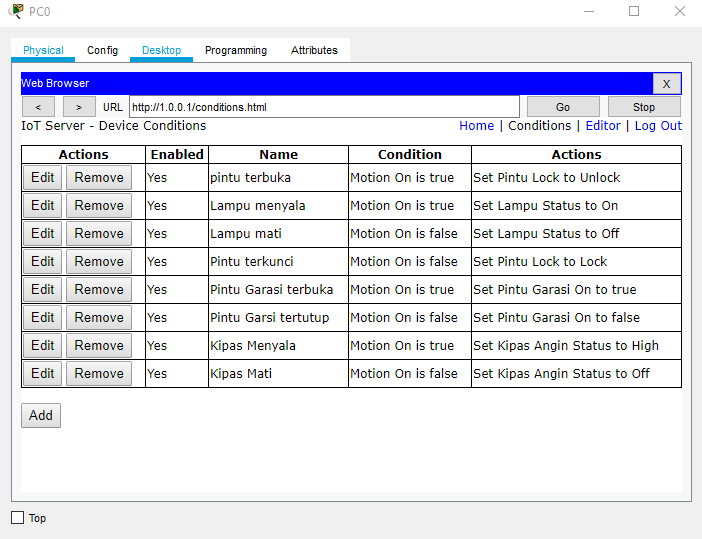 PC0
Physical Config Desktop Programming Attributes
Web Browser X
< > URL http://1.0.0.1/conditions.html Go Stop
IoT Server - Device Conditions Home | Conditions | Editor | Log Out
Actions Enabled Name Condition Actions
Edit Remove Yes pintu terbuka Motion On is true Set Pintu Lock to Unlock
Edit Remove Yes Lampu menyala Motion On is true Set Lampu Status to On
Edit Remove Yes Lampu mati Motion On is false Set Lampu Status to Off
Edit Remove Yes Pintu terkunci Motion On is false Set Pintu Lock to Lock
Edit Remove Yes Pintu Garasi terbuka Motion On is true Set Pintu Garasi On to true
Edit Remove Yes Pintu Garsi tertutup Motion On is false Set Pintu Garasi On to false
Edit Remove Yes Kipas Menyala Motion On is true Set Kipas Angin Status to High
Edit Remove Yes Kipas Mati Motion On is false Set Kipas Angin Status to Off
Add
Top